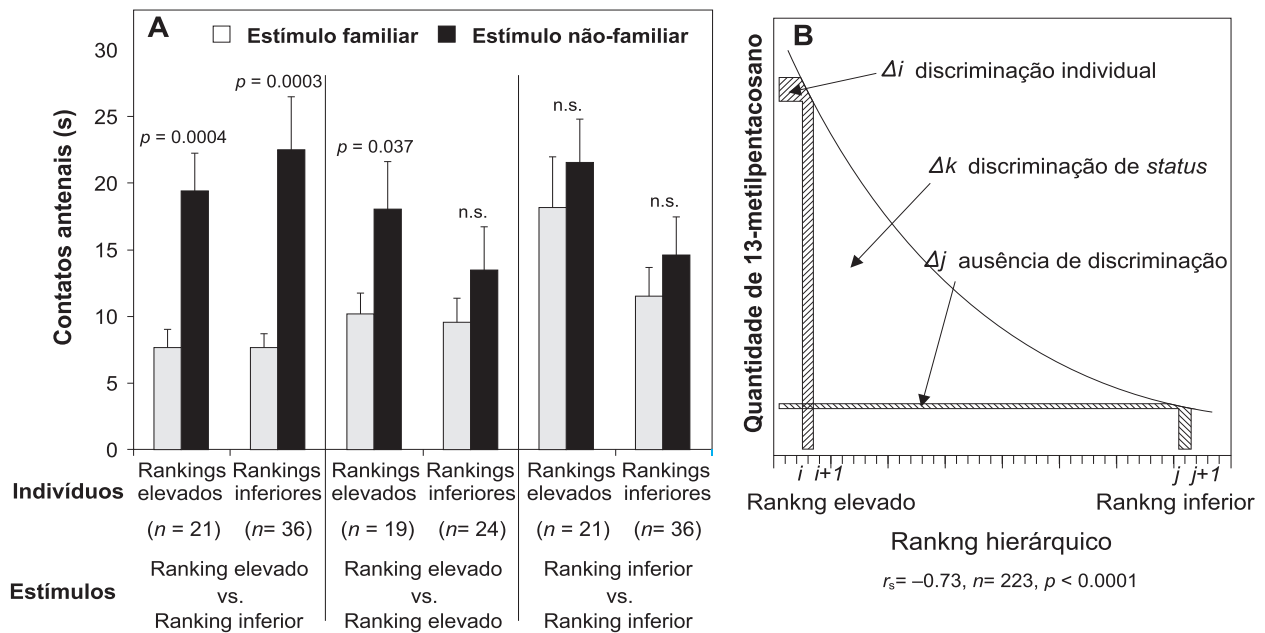 A
Estímulo familiar
Estímulo não-familiar
Contatos antenais (s)
30
25
20
15
10
5
0
p = 0.0004
p = 0.0003
p = 0.037
n.s.
n.s.
n.s.
Indivíduos
Rankings elevados
Rankings inferiores
Rankings elevados
Rankings inferiores
Rankings elevados
Rankings inferiores
(n = 21)
(n= 36)
(n = 19)
(n= 24)
(n = 21)
(n= 36)
Estímulos
Ranking elevado
vs.
Ranking inferior
Ranking elevado
vs.
Ranking elevado
Ranking inferior
vs.
Ranking inferior
B
Quantidade de 13-metilpentacosano
Δi discriminação individual
Δk discriminação de status
Δj ausência de discriminação
i i+1
j j+1
Rankng elevado
Rankng inferior
Rankng hierárquico
rs= –0.73, n= 223, p < 0.0001